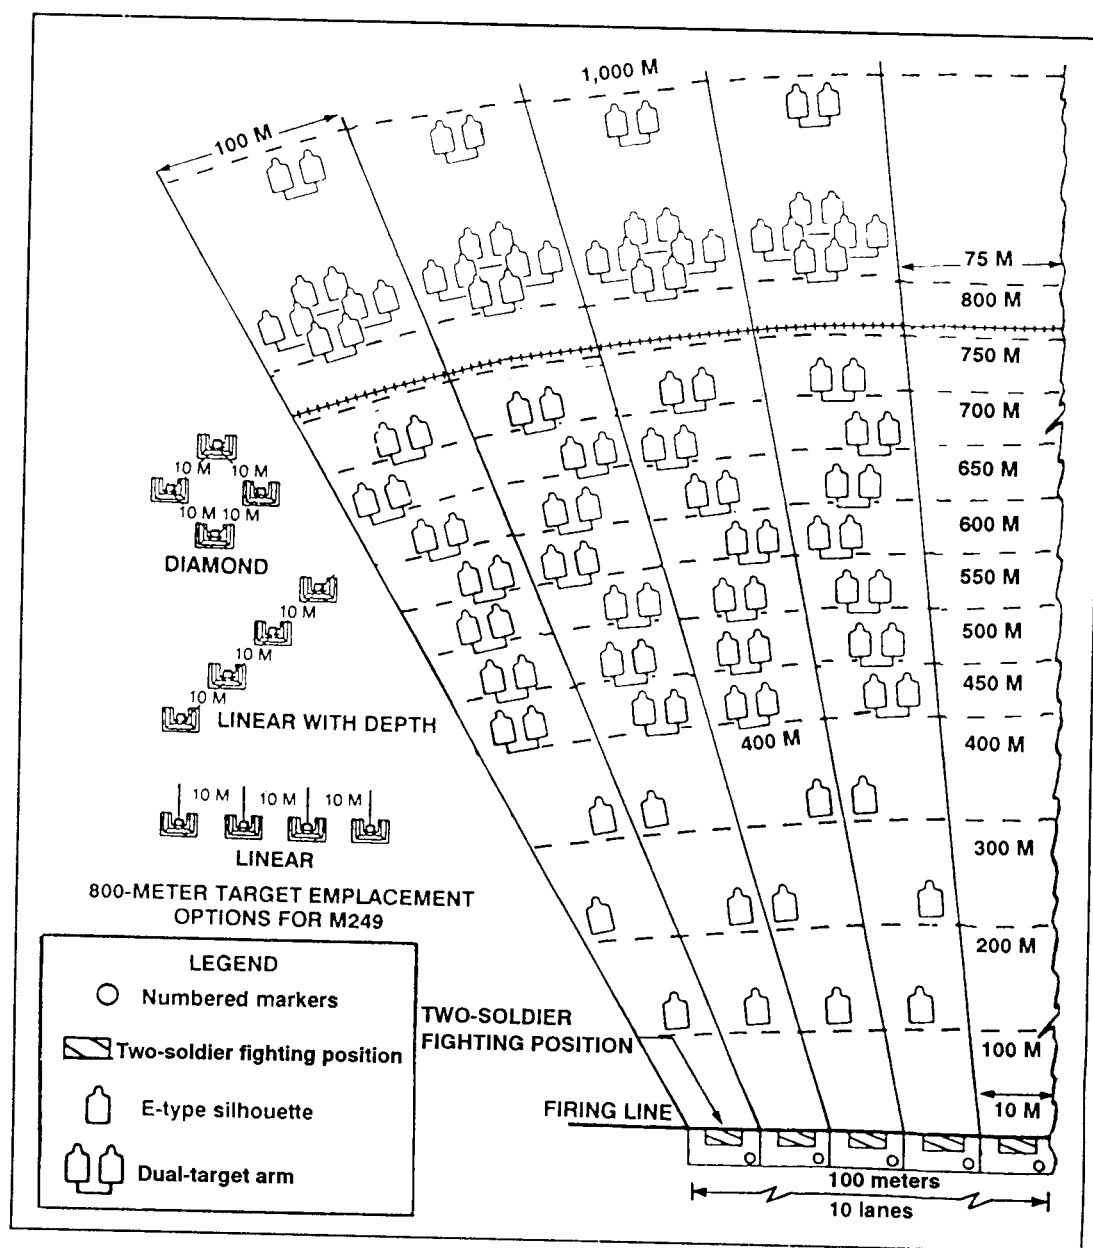 1,000 M
100 M
75 M
800 M
750 M
700 M
650 M
600 M
550 M
500 M
450 M
400 M
400 M
300 M
200 M
100 M
10 M
10 M
10 M
10 M 10 M
DIAMOND
10 M
10 M
10 M
LINEAR WITH DEPTH
10 M 10 M 10 M
LINEAR
800-METER TARGET EMPLACEMENT
OPTIONS FOR M249
LEGEND
Numbered markers
Two-soldier fighting position
E-type silhouette
Dual-target arm
TWO-SOLDIER
FIGHTING POSITION
FIRING LINE
100 meters
10 lanes